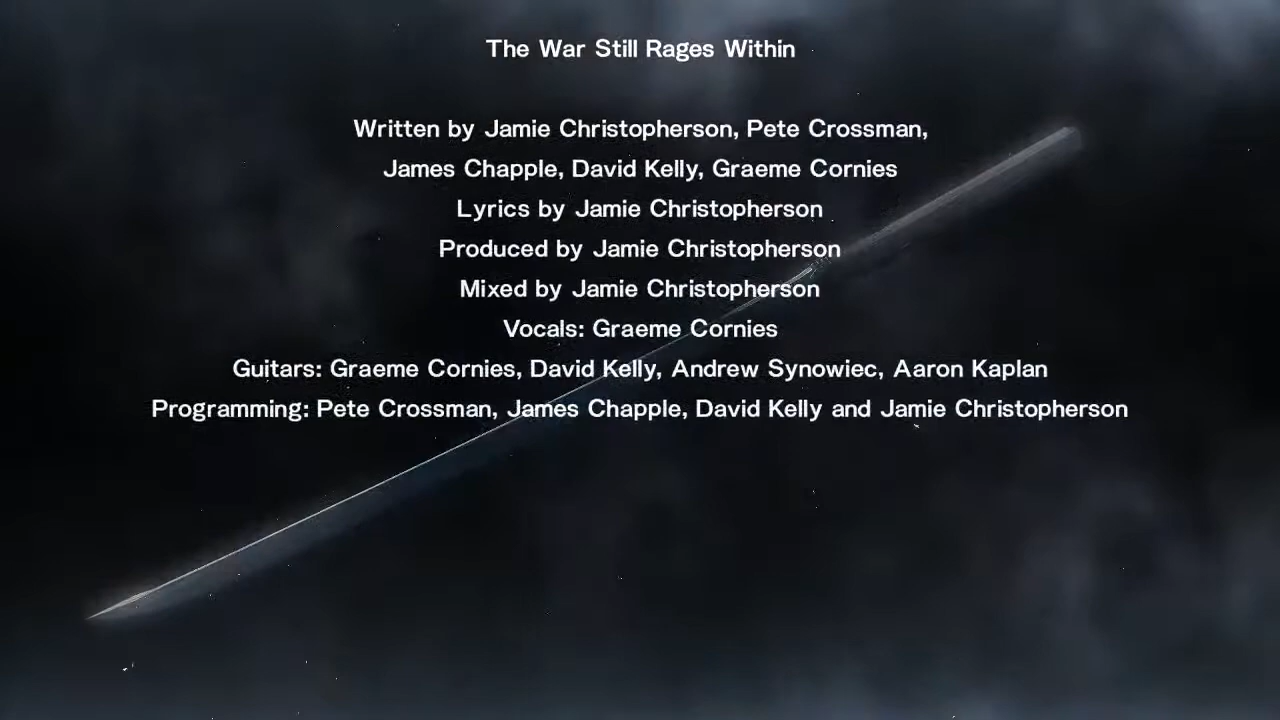 The War Still Rages Within
Written by Jamie Christopherson, Pete Crossman,
James Chapple, David Kelly, Graeme Cornies
Lyrics by Jamie Christopherson
Produced by Jamie Christopherson
Mixed by Jamie Christopherson
Vocals: Graeme Cornies
Guitars: Graeme Cornies, David Kelly, Andrew Synowiec, Aaron Kaplan
Programming: Pete Crossman, James Chapple, David Kelly and Jamie Christopherson